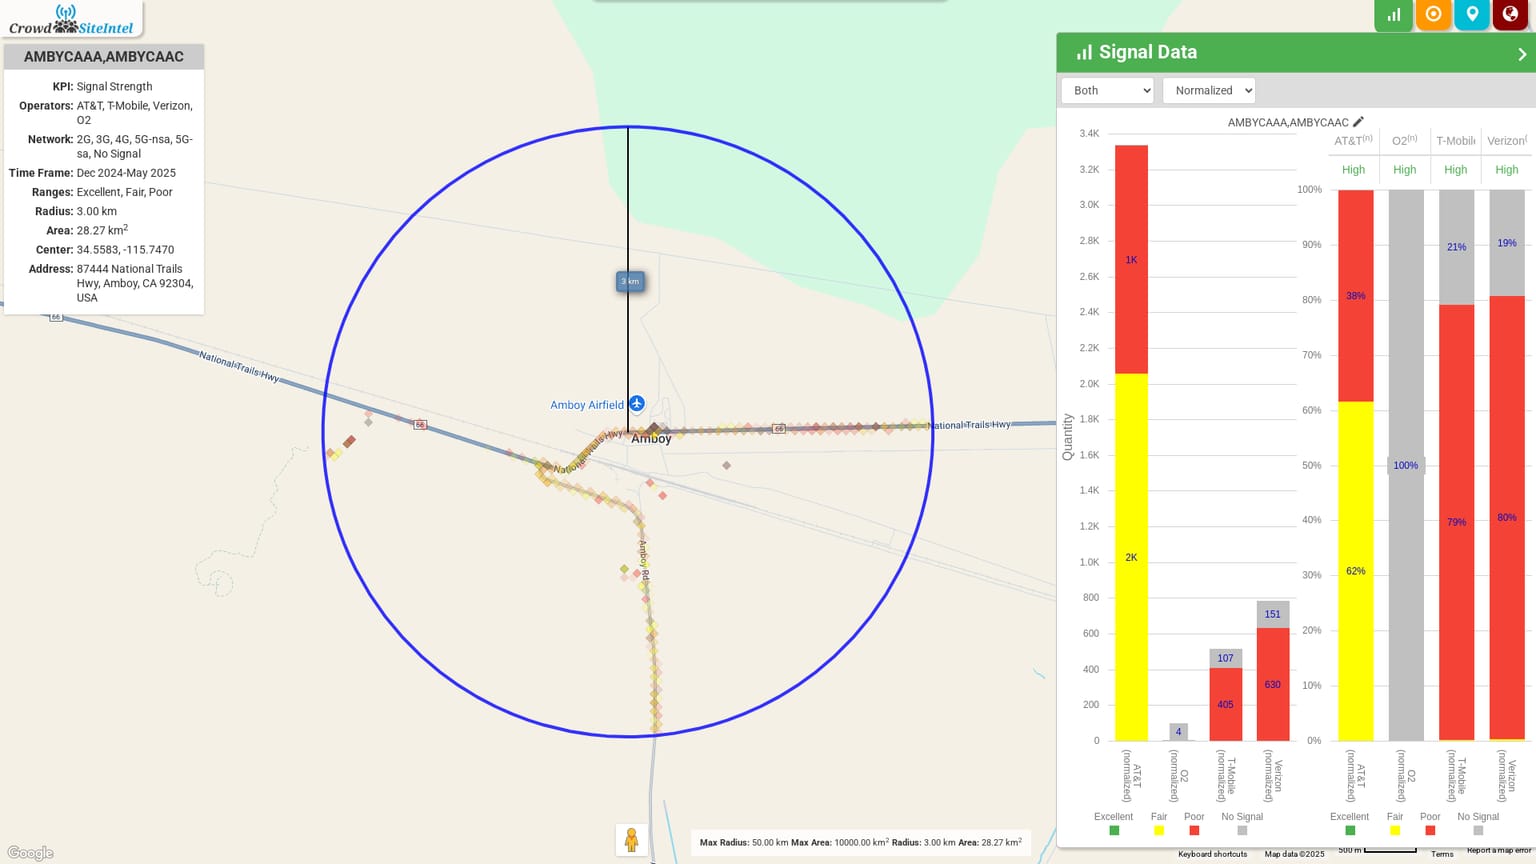 Crowd SiteIntel
AMBYCAAA,AMBYCAAC
KPI: Signal Strength
Operators: AT&T, T-Mobile, Verizon,
O2
Network: 2G, 3G, 4G, 5G-nsa, 5G-
sa, No Signal
Time Frame: Dec 2024-May 2025
Ranges: Excellent, Fair, Poor
Radius: 3.00 km
Area: 28.27 km2
Center: 34.5583, -115.7470
Address: 87444 National Trails
Hwy, Amboy, CA 92304,
USA
66
National Trails Hwy
66
3 km
Amboy Airfield
National Trails Hwy
Amboy
66
National Trails Hwy
Amboy Rd
Google
Max Radius: 50.00 km Max Area: 10000.00 km2 Radius: 3.00 km Area: 28.27 km2
Signal Data
Both
Normalized
AMBYCAAA,AMBYCAAC
Quantity
3.4K
3.2K
3.0K
2.8K
2.6K
2.4K
2.2K
2.0K
1.8K
1.6K
1.4K
1.2K
1.0K
800
600
400
200
0
1K
2K
4
107
405
151
630
AT&T
(normalized)
O2
(normalized)
T-Mobile
(normalized)
Verizon
(normalized)
Excellent
Fair
Poor
No Signal
AT&T(n)
O2(n)
T-Mobile
Verizon(
High
High
High
High
100%
90%
80%
70%
60%
50%
40%
30%
20%
10%
0%
38%
62%
100%
21%
79%
19%
80%
AT&T
(normalized)
O2
(normalized)
T-Mobile
(normalized)
Verizon
(normalized)
Excellent
Fair
Poor
No Signal
Keyboard shortcuts
Map data ©2025
500 m
Terms
Report a map error